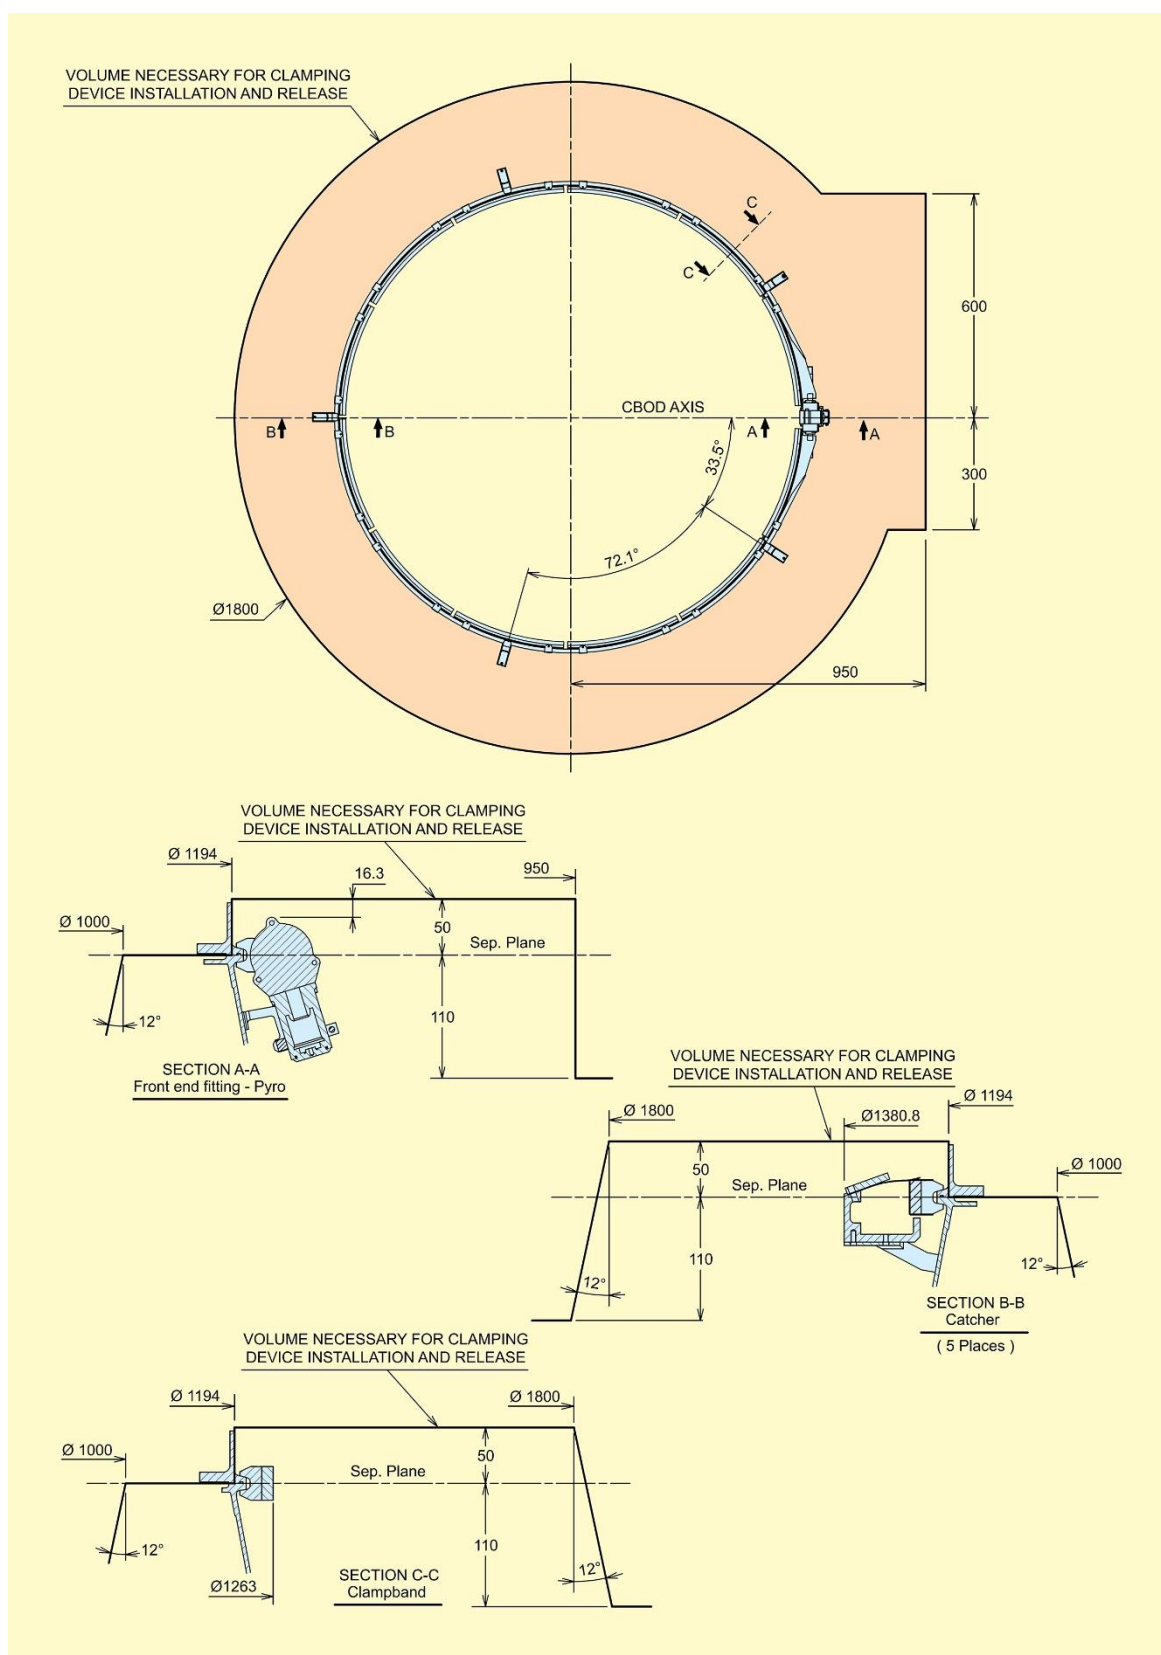 VOLUME NECESSARY FOR CLAMPING
DEVICE INSTALLATION AND RELEASE
C
C
600
CBOD AXIS
B
B
A
A
33.5°
300
72.1°
Ø1800
950
VOLUME NECESSARY FOR CLAMPING
DEVICE INSTALLATION AND RELEASE
Ø 1194
16.3
950
Ø 1000
50
Sep. Plane
110
12°
SECTION A-A
Front end fitting - Pyro
VOLUME NECESSARY FOR CLAMPING
DEVICE INSTALLATION AND RELEASE
Ø 1800
Ø1380.8
Ø 1194
50
Sep. Plane
Ø 1000
110
12°
12°
SECTION B-B
Catcher
( 5 Places )
VOLUME NECESSARY FOR CLAMPING
DEVICE INSTALLATION AND RELEASE
Ø 1194
Ø 1800
Ø 1000
50
Sep. Plane
110
12°
12°
Ø1263
SECTION C-C
Clampband